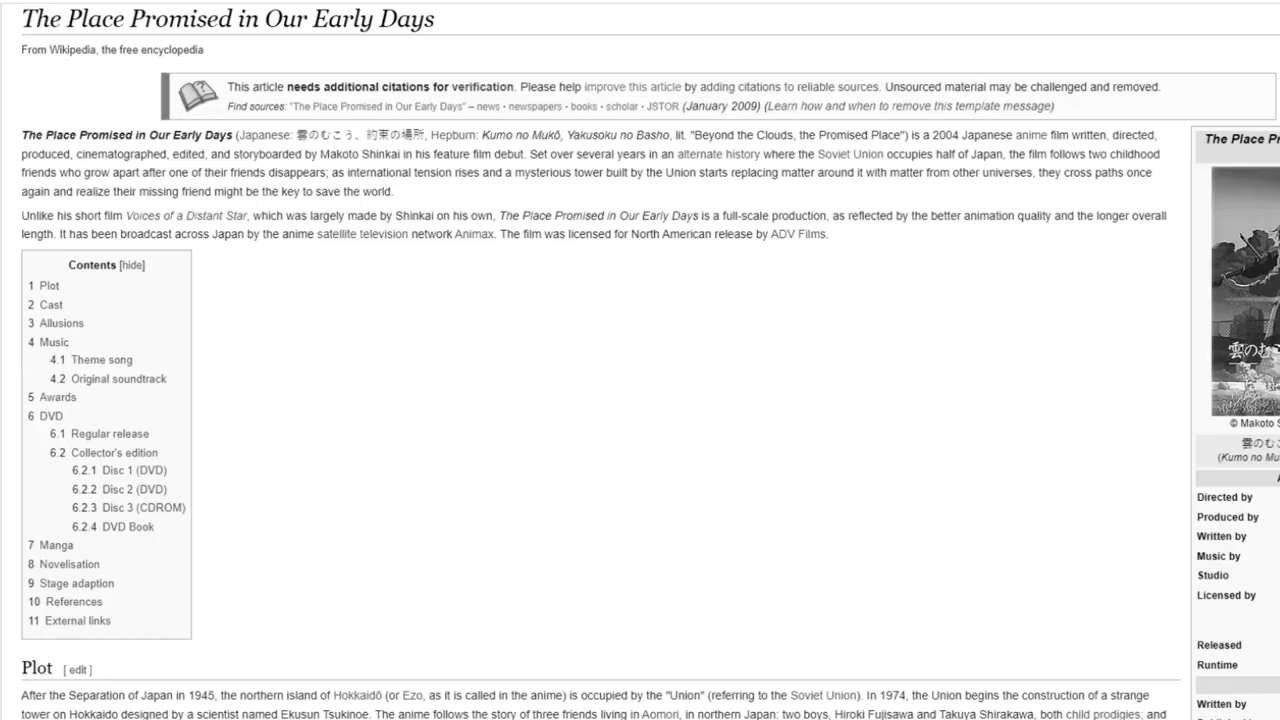 The Place Promised in Our Early Days
From Wikipedia, the free encyclopedia
This article needs additional citations for verification. Please help improve this article by adding citations to reliable sources. Unsourced material may be challenged and removed.
Find sources: "The Place Promised in Our Early Days" – news · newspapers · books · scholar · JSTOR (January 2009) (Learn how and when to remove this template message)
The Place Promised in Our Early Days (Japanese: 雲のむこう、約束の場所, Hepburn: Kumo no Mukō, Yakusoku no Basho, lit. "Beyond the Clouds, the Promised Place") is a 2004 Japanese anime film written, directed,
produced, cinematographed, edited, and storyboarded by Makoto Shinkai in his feature film debut. Set over several years in an alternate history where the Soviet Union occupies half of Japan, the film follows two childhood
friends who grow apart after one of their friends disappears; as international tension rises and a mysterious tower built by the Union starts replacing matter around it with matter from other universes, they cross paths once
again and realize their missing friend might be the key to save the world.
Unlike his short film Voices of a Distant Star, which was largely made by Shinkai on his own, The Place Promised in Our Early Days is a full-scale production, as reflected by the better animation quality and the longer overall
length. It has been broadcast across Japan by the anime satellite television network Animax. The film was licensed for North American release by ADV Films.
Contents [hide]
1 Plot
2 Cast
3 Allusions
4 Music
4.1 Theme song
4.2 Original soundtrack
5 Awards
6 DVD
6.1 Regular release
6.2 Collector's edition
6.2.1 Disc 1 (DVD)
6.2.2 Disc 2 (DVD)
6.2.3 Disc 3 (CDROM)
6.2.4 DVD Book
7 Manga
8 Novelisation
9 Stage adaption
10 References
11 External links
Plot [ edit ]
After the Separation of Japan in 1945, the northern island of Hokkaidō (or Ezo, as it is called in the anime) is occupied by the "Union" (referring to the Soviet Union). In 1974, the Union begins the construction of a strange
tower on Hokkaido designed by a scientist named Ekusun Tsukinoe. The anime follows the story of three friends living in Aomori, in northern Japan: two boys, Hiroki Fujisawa and Takuya Shirakawa, both child prodigies; and
The Place Pr
雲のむこ
© Makoto S
雲のむこ
(Kumo no Mu
Directed by
Produced by
Written by
Music by
Studio
Licensed by
Released
Runtime
Written by